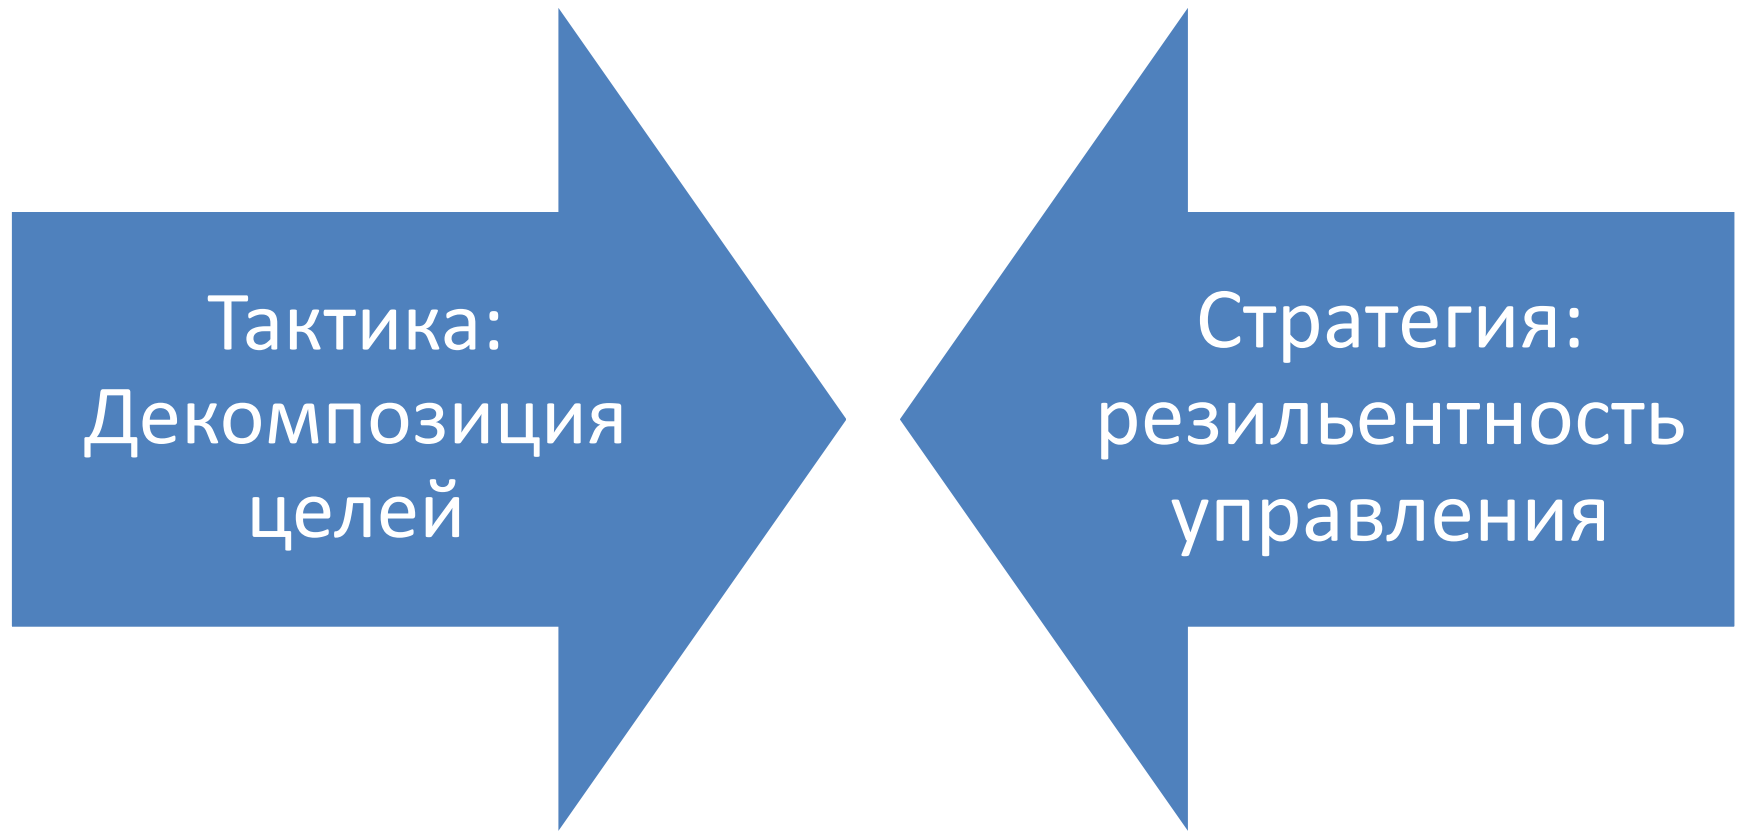 Тактика:
Декомпозиция
целей
Стратегия:
резильентность
управления